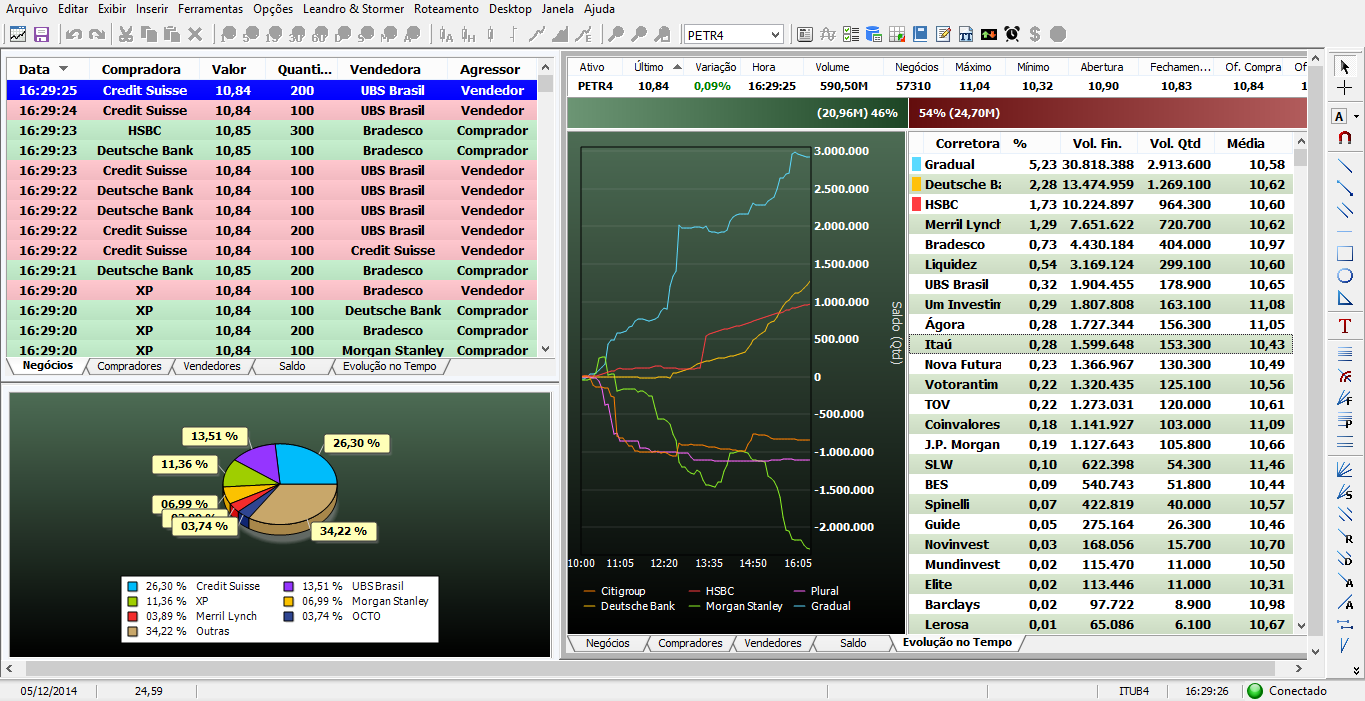 Arquivo Editar Exibir Inserir Ferramentas Opções Leandro & Stormer Roteamento Desktop Janela Ajuda
PETR4
Data Compradora Valor Quanti... Vendedora Agressor
16:29:25 Credit Suisse 10,84 200 UBS Brasil Vendedor
16:29:24 Credit Suisse 10,84 100 UBS Brasil Vendedor
16:29:23 HSBC 10,85 300 Bradesco Comprador
16:29:23 Deutsche Bank 10,85 100 Bradesco Comprador
16:29:23 Credit Suisse 10,84 100 UBS Brasil Vendedor
16:29:22 Deutsche Bank 10,84 100 UBS Brasil Vendedor
16:29:22 Deutsche Bank 10,84 100 UBS Brasil Vendedor
16:29:22 Credit Suisse 10,84 200 UBS Brasil Vendedor
16:29:22 Credit Suisse 10,84 100 Credit Suisse Vendedor
16:29:21 Deutsche Bank 10,85 200 Bradesco Comprador
16:29:20 XP 10,84 100 Bradesco Vendedor
16:29:20 XP 10,84 100 Deutsche Bank Comprador
16:29:20 XP 10,84 200 Bradesco Comprador
16:29:20 XP 10,84 100 Morgan Stanley Comprador
Negócios Compradores Vendedores Saldo Evolução no Tempo
13,51 %
26,30 %
11,36 %
06,99 %
03,74 %
34,22 %
26,30 % Credit Suisse 13,51 % UBS Brasil
11,36 % XP 06,99 % Morgan Stanley
03,89 % Merril Lynch 03,74 % OCTO
34,22 % Outras
Ativo Último Variação Hora Volume Negócios Máximo Mínimo Abertura Fechamen... Of. Compra Of
PETR4 10,84 0,09% 16:29:25 590,50M 57310 11,04 10,32 10,90 10,83 10,84 1
(20,96M) 46% 54% (24,70M)
3.000.000
2.500.000
2.000.000
1.500.000
1.000.000
500.000
0
-500.000
-1.000.000
-1.500.000
-2.000.000
Saldo (Qtd)
10:00 11:05 12:20 13:35 14:50 16:05
Citigroup HSBC Plural
Deutsche Bank Morgan Stanley Gradual
Corretora % Vol. Fin. Vol. Qtd Média
Gradual 5,23 30.818.388 2.913.600 10,58
Deutsche Ba 2,28 13.474.959 1.269.100 10,62
HSBC 1,73 10.224.897 964.300 10,60
Merril Lynch 1,29 7.651.622 720.700 10,62
Bradesco 0,73 4.430.184 404.000 10,97
Liquidez 0,54 3.169.124 299.100 10,60
UBS Brasil 0,32 1.904.455 178.900 10,65
Um Investin 0,29 1.807.808 163.100 11,08
Ágora 0,28 1.727.344 156.300 11,05
Itaú 0,28 1.599.648 153.300 10,43
Nova Futura 0,23 1.366.967 130.300 10,49
Votorantim 0,22 1.320.435 125.100 10,56
TOV 0,22 1.273.031 120.000 10,61
Coinvalores 0,18 1.141.927 103.000 11,09
J.P. Morgan 0,19 1.127.643 105.800 10,66
SLW 0,10 622.398 54.300 11,46
BES 0,09 540.743 51.800 10,44
Spinelli 0,07 422.819 40.000 10,57
Guide 0,05 275.164 26.300 10,46
Novinvest 0,03 168.056 15.700 10,70
Mundinvest 0,02 115.470 11.000 10,50
Elite 0,02 113.446 11.000 10,31
Barclays 0,02 97.722 8.900 10,98
Lerosa 0,01 65.086 6.100 10,67
Negócios Compradores Vendedores Saldo Evolução no Tempo
05/12/2014 24,59 ITUB4 16:29:26 Conectado